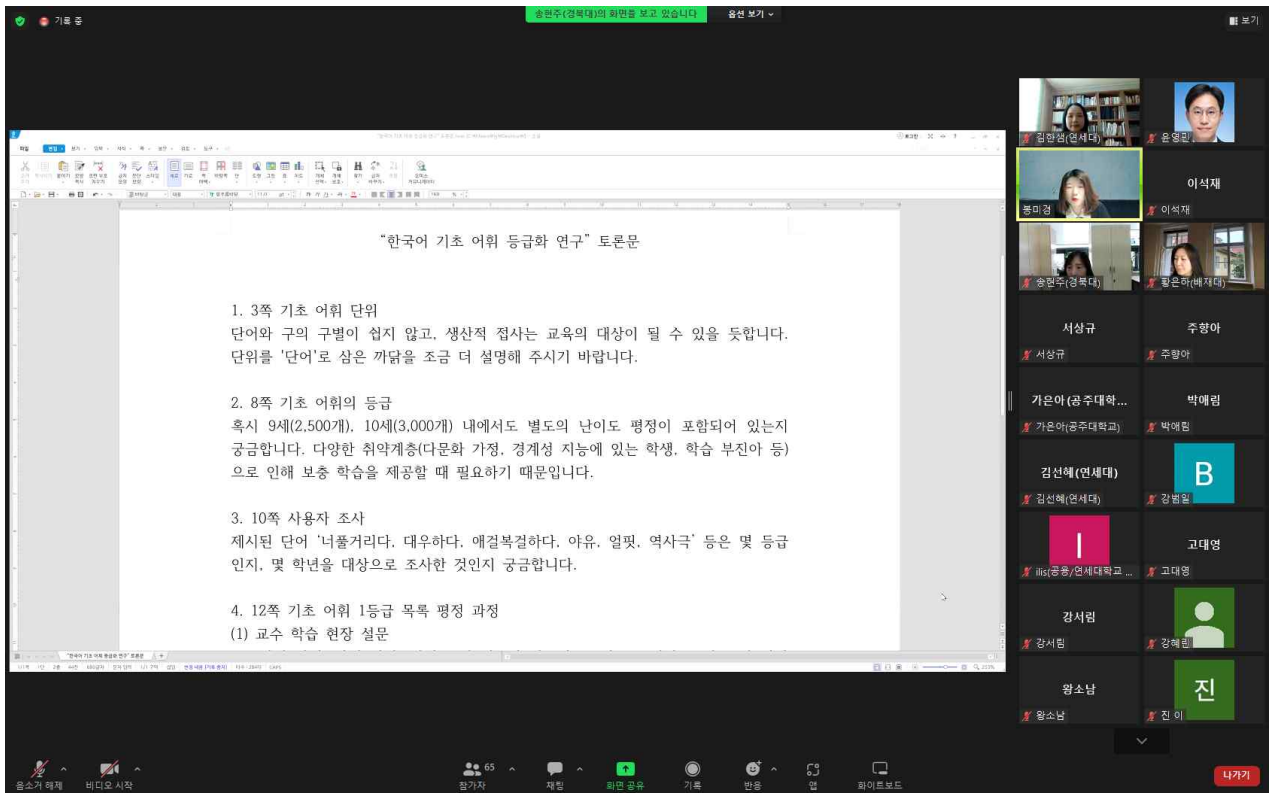 송현주(경북대)의 화면을 보고 있습니다
옵션 보기
기록 중
보기
“한국어 기초 어휘 등급화 연구” 토론문
1. 3쪽 기초 어휘 단위
단어와 구의 구별이 쉽지 않고, 생산적 접사는 교육의 대상이 될 수 있을 듯합니다.
단위를 '단어'로 삼은 까닭을 조금 더 설명해 주시기 바랍니다.
2. 8쪽 기초 어휘의 등급
혹시 9세(2,500개), 10세(3,000개) 내에서도 별도의 난이도 평정이 포함되어 있는지
궁금합니다. 다양한 취약계층(다문화 가정, 경계성 지능에 있는 학생, 학습 부진아 등)
으로 인해 보충 학습을 제공할 때 필요하기 때문입니다.
3. 10쪽 사용자 조사
제시된 단어 ‘너풀거리다, 대우하다, 애걸복걸하다, 야유, 얼핏, 역사극’ 등은 몇 등급
인지, 몇 학년을 대상으로 조사한 것인지 궁금합니다.
4. 12쪽 기초 어휘 1등급 목록 평정 과정
(1) 교수 학습 현장 설문
김한샘(연세대)
윤영민
봉미경
이석재
이석재
송현주(경북대)
황은하(배재대)
서상규
서상규
주향아
주향아
가은아(공주대학...
가은아(공주대학교)
박애림
박애림
김선혜(연세대)
김선혜(연세대)
B
강범일
I
ilis(공용/연세대학교 ...
고대영
고대영
강서림
강서림
강혜린
왕소남
왕소남
진
진 이
음소거 해제
비디오 시작
65
참가자
채팅
화면 공유
기록
반응
앱
화이트보드
나가기